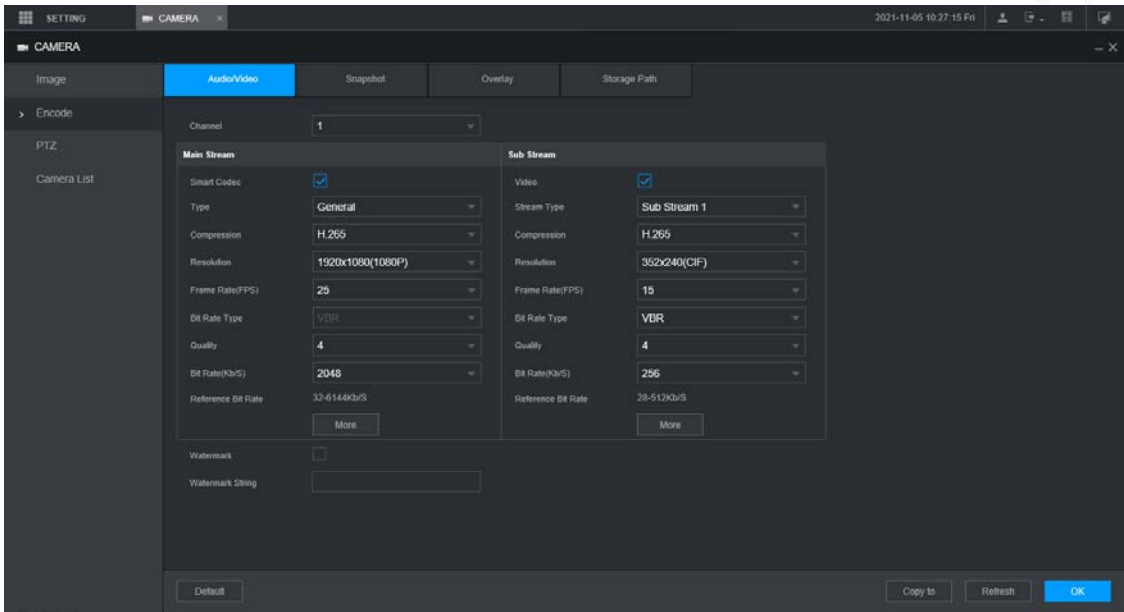 SETTING CAMERA × 2021-11-05 10:27:15 Fri
CAMERA
Image
Encode
PTZ
Camera List
Audio/Video Snapshot Overlay Storage Path
Channel 1
Main Stream Sub Stream
Smart Codec Video
Type General Stream Type Sub Stream 1
Compression H.265 Compression H.265
Resolution 1920x1080(1080P) Resolution 352x240(CIF)
Frame Rate(FPS) 25 Frame Rate(FPS) 15
Bit Rate Type VBR Bit Rate Type VBR
Quality 4 Quality 4
Bit Rate(Kb/S) 2048 Bit Rate(Kb/S) 256
Reference Bit Rate 32-6144Kb/S Reference Bit Rate 28-512Kb/S
More More
Watermark
Watermark String
Default Copy to Refresh OK